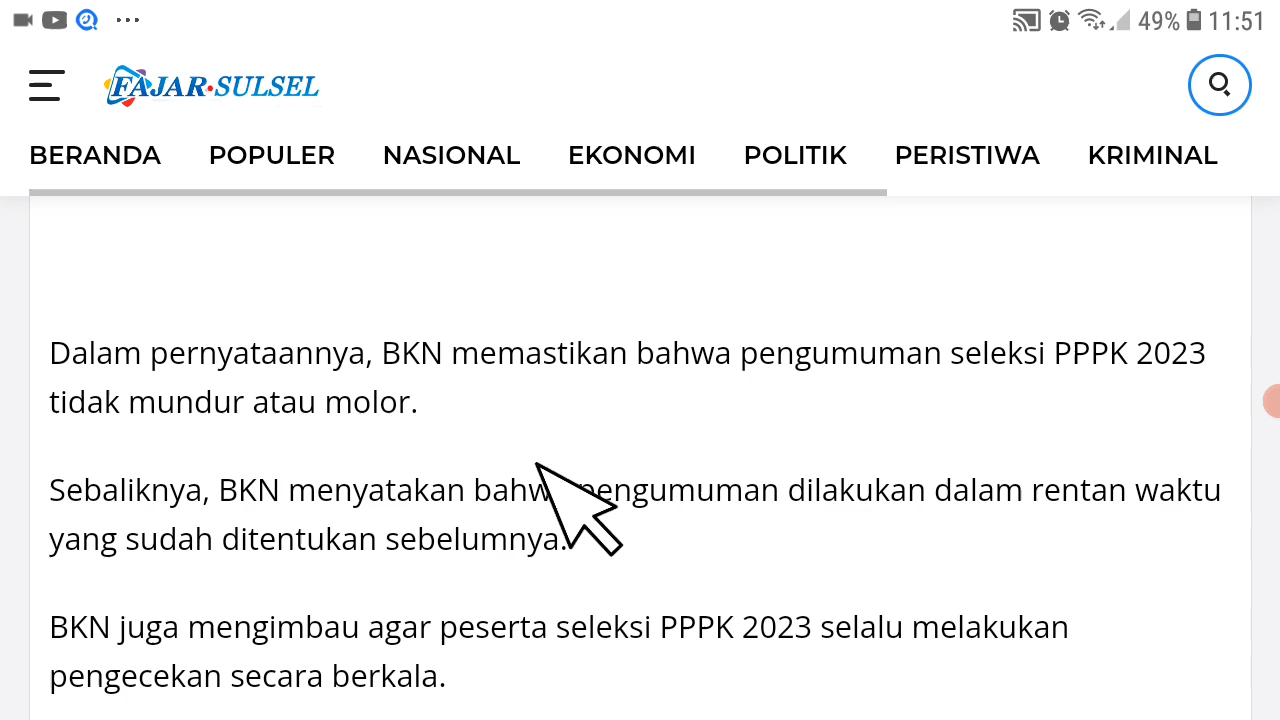 49% 11:51
FAJAR SULSEL
BERANDA POPULER NASIONAL EKONOMI POLITIK PERISTIWA KRIMINAL
Dalam pernyataannya, BKN memastikan bahwa pengumuman seleksi PPPK 2023
tidak mundur atau molor.
Sebaliknya, BKN menyatakan bahwa pengumuman dilakukan dalam rentan waktu
yang sudah ditentukan sebelumnya.
BKN juga mengimbau agar peserta seleksi PPPK 2023 selalu melakukan
pengecekan secara berkala.